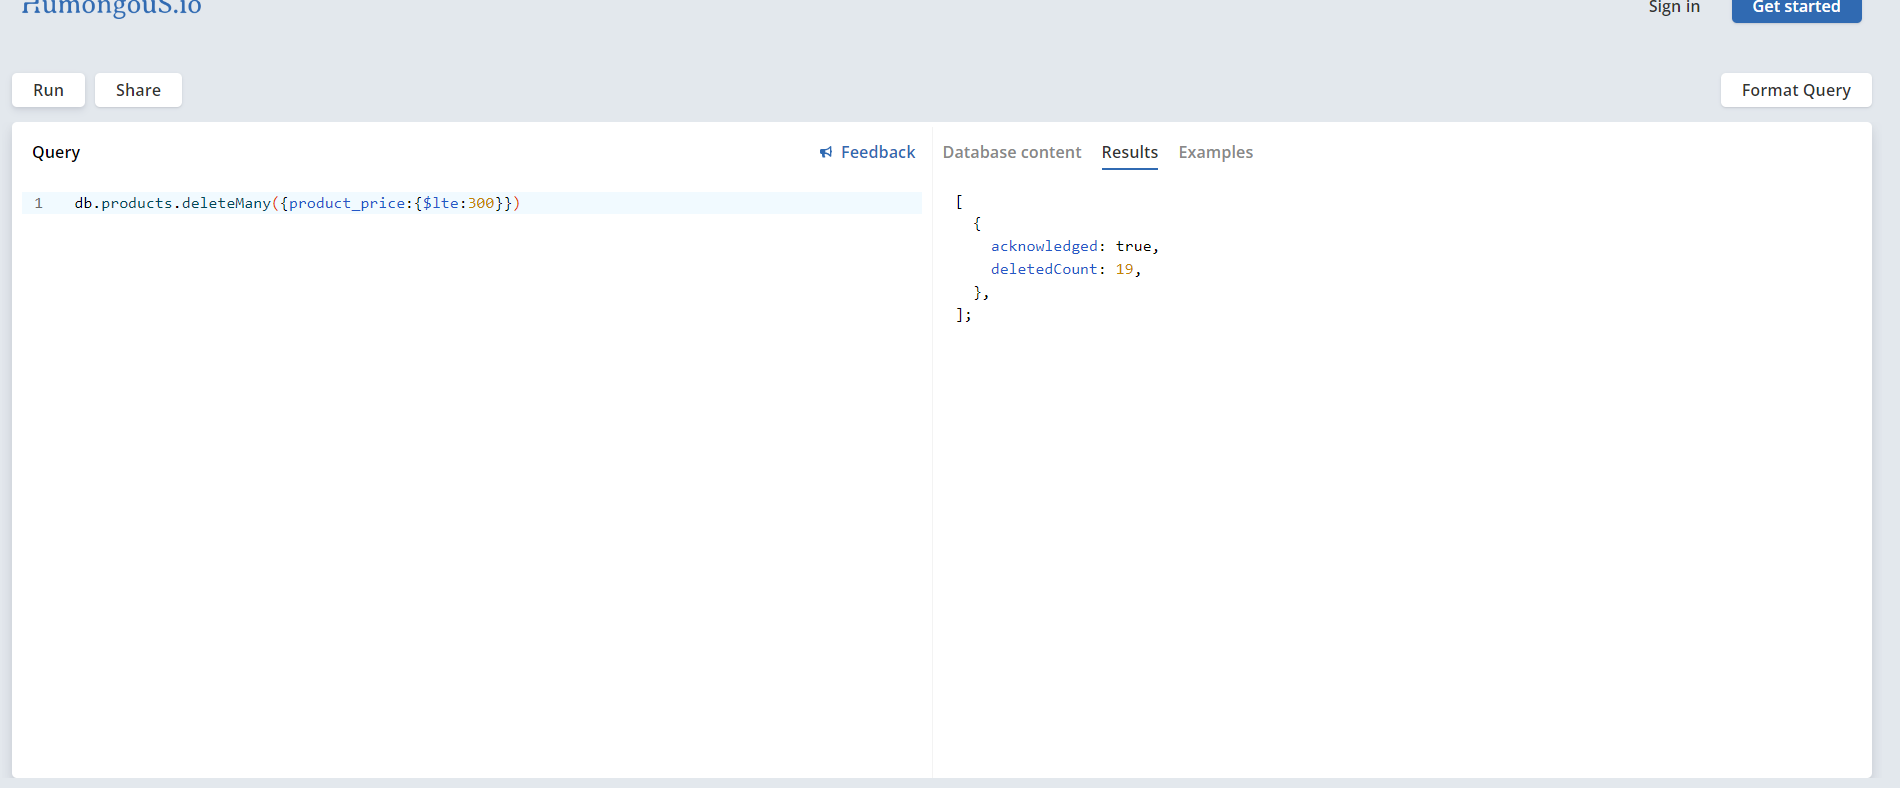 HumongouS.io
Sign in
Get started
Run
Share
Format Query
Query
Feedback
Database content
Results
Examples
1 db.products.deleteMany({product_price:{$lte:300}})
[
{
acknowledged: true,
deletedCount: 19,
},
];